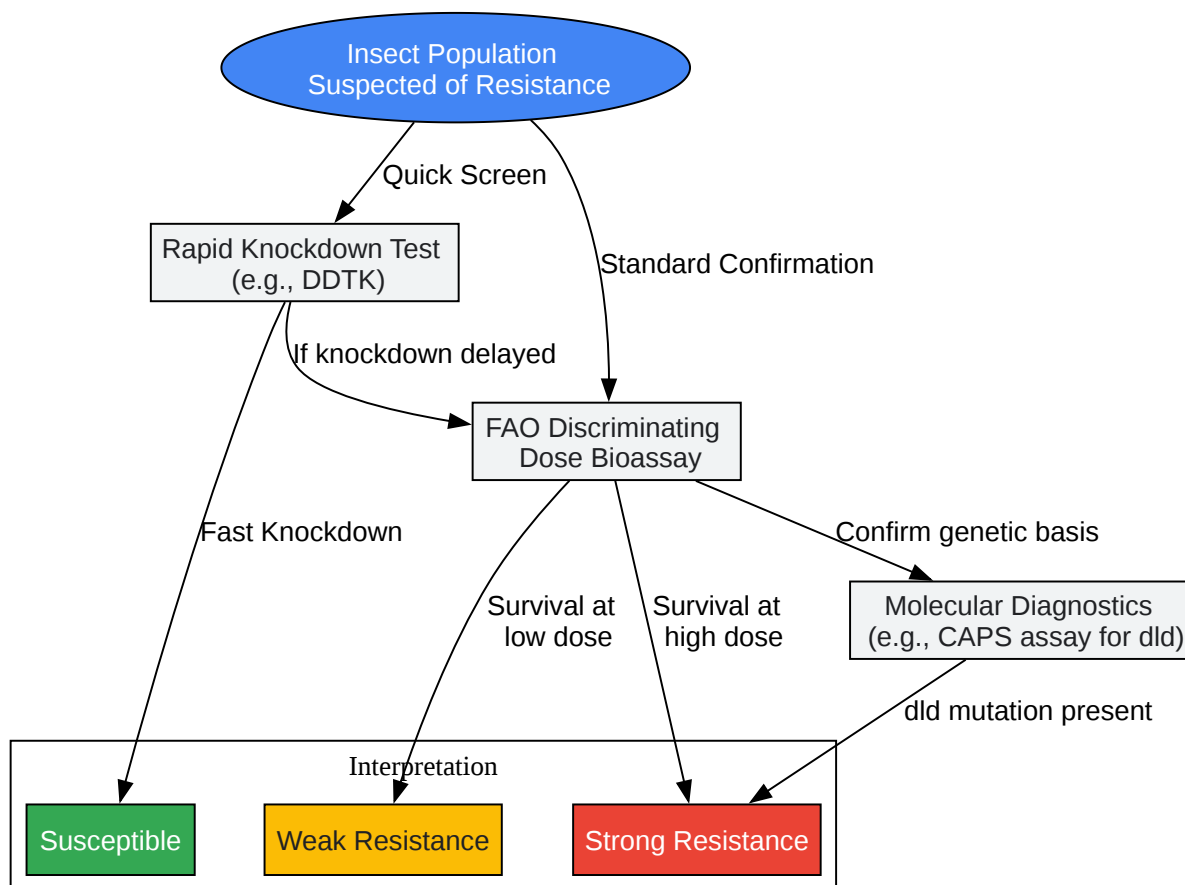 Insect Population
Suspected of Resistance
Quick Screen
Rapid Knockdown Test
(e.g., DDTK)
Standard Confirmation
If knockdown delayed
FAO Discriminating
Dose Bioassay
Fast Knockdown
Confirm genetic basis
Survival at
low dose
Survival at
high dose
Molecular Diagnostics
(e.g., CAPS assay for dld)
dld mutation present
Interpretation
Susceptible
Weak Resistance
Strong Resistance